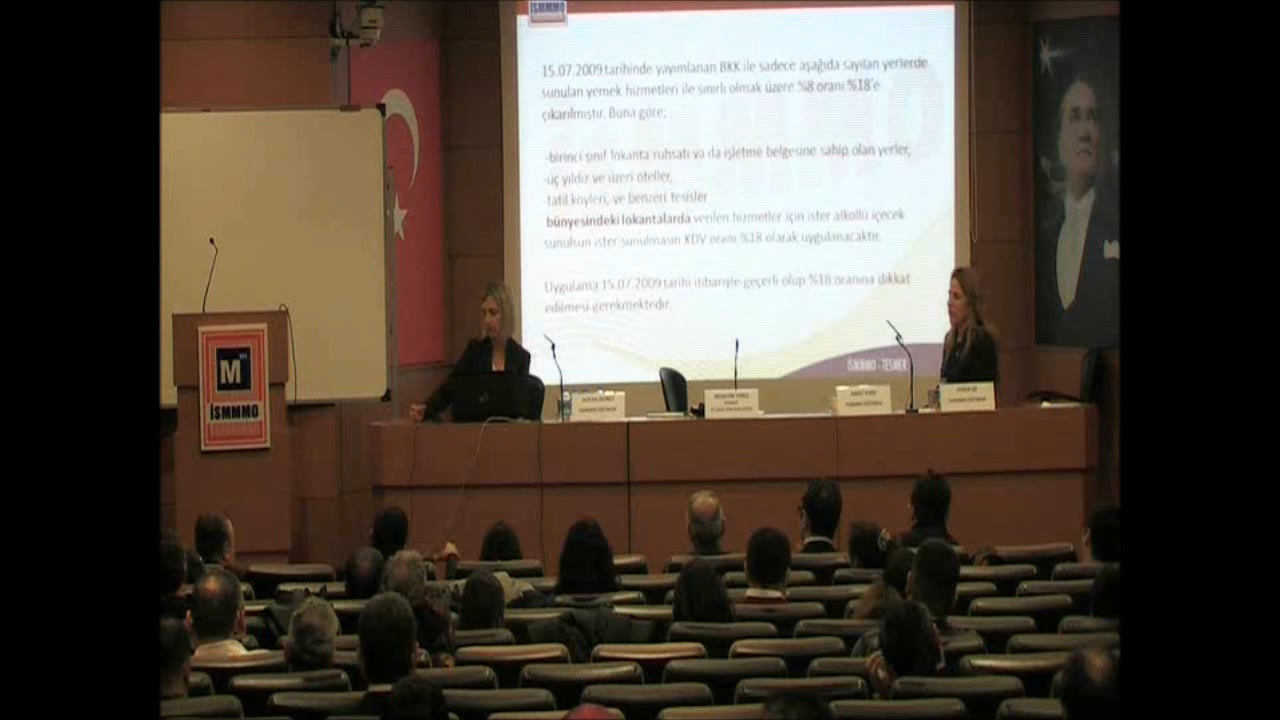 İSMMMO
15.07.2009 tarihinde yayımlanan BKK ile sadece aşağıda sayılan yerlerde
sunulan yemek hizmetleri ile sınırlı olmak üzere %8 oranı %18'e
çıkarılmıştır. Buna göre;
-birinci sınıf lokanta ruhsatı ya da işletme belgesine sahip olan yerler,
-üç yıldız ve üzeri oteller,
-tatil köyleri, ve benzeri tesisler
bünyesindeki lokantalarda verilen hizmetler için ister alkollü içecek
sunulsun ister sunulmasın KDV oranı %18 olarak uygulanacaktır.
Uygulama 15.07.2009 tarihi itibariyle geçerli olup %18 oranına dikkat
edilmesi gerekmektedir.
İSMMMO - TESMER
M
İSMMMO